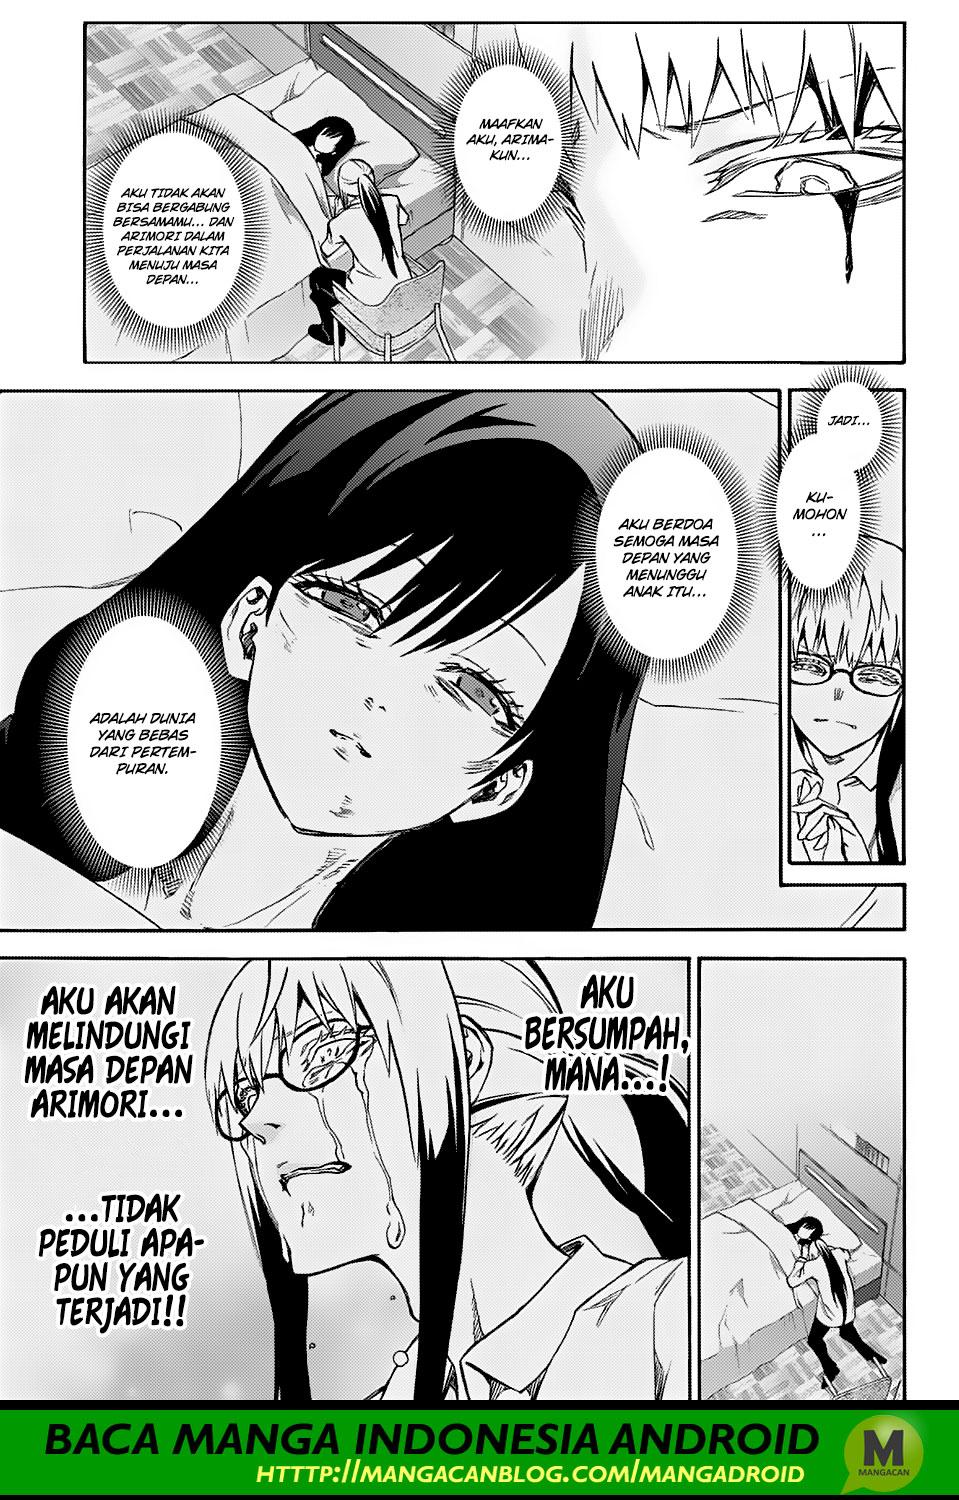 MAAFKAN
AKU, ARIMA-
KUN...
AKU TIDAK AKAN
BISA BERGABUNG
BERSAMAMU... DAN
ARIMORI DALAM
PERJALANAN KITA
MENUJU MASA
DEPAN...
JADI...
KU-
MOHON
...
AKU BERDOA
SEMOGA MASA
DEPAN YANG
MENUNGGU
ANAK ITU...
ADALAH DUNIA
YANG BEBAS
DARI PERTEM-
PURAN.
AKU
BERSUMPAH,
MANA...!
AKU AKAN
MELINDUNGI
MASA DEPAN
ARIMORI...
...TIDAK
PEDULI APA-
PUN YANG
TERJADI!!
BACA MANGA INDONESIA ANDROID
HTTTP://MANGACANBLOG.COM/MANGADROID
M
MANGACAN